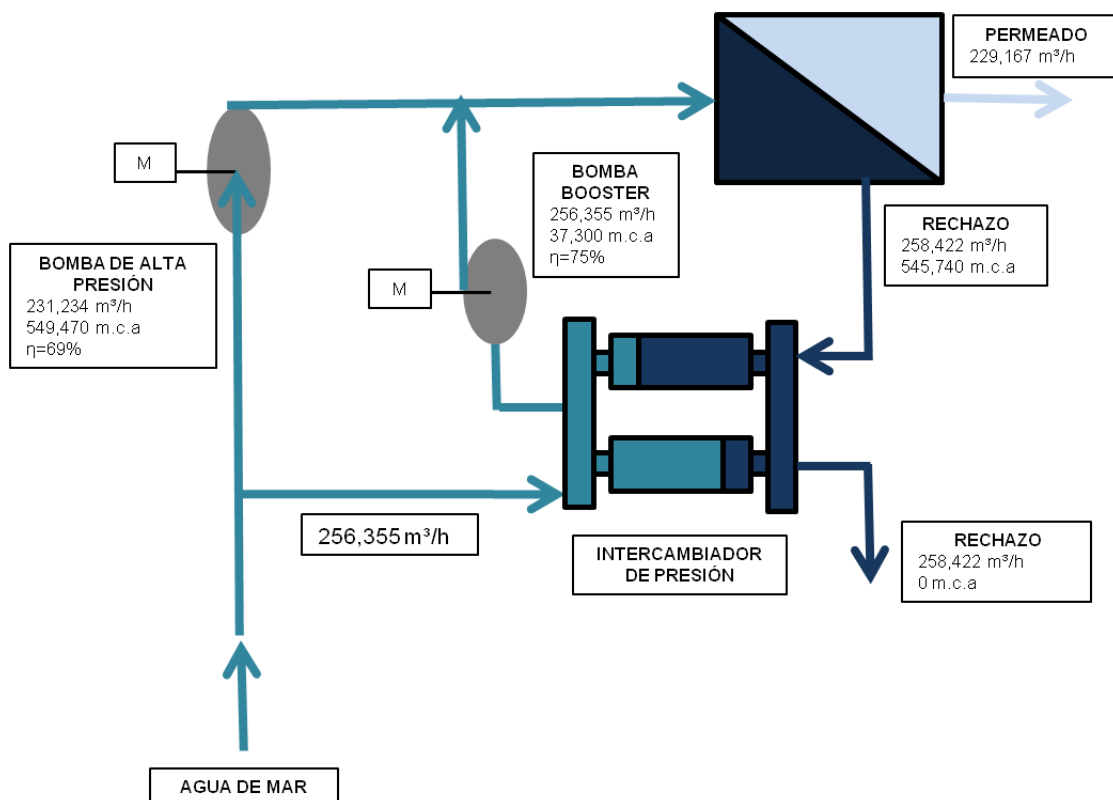 PERMEADO
229,167 m³/h
M
BOMBA
BOOSTER
256,355 m³/h
37,300 m.c.a
η=75%
RECHAZO
258,422 m³/h
545,740 m.c.a
BOMBA DE ALTA
PRESIÓN
231,234 m³/h
549,470 m.c.a
η=69%
M
256,355 m³/h
INTERCAMBIADOR
DE PRESIÓN
RECHAZO
258,422 m³/h
0 m.c.a
AGUA DE MAR